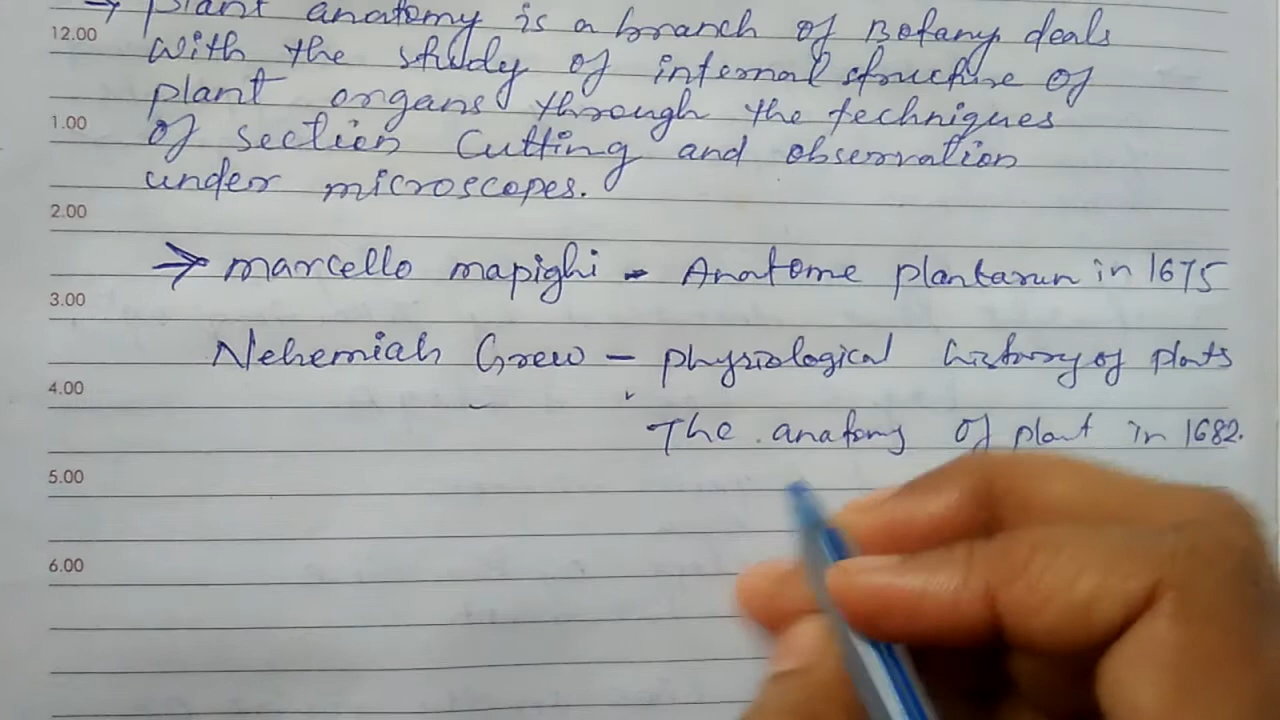 → plant anatomy is a branch of Botany deals
12.00
with the study of internal structure of
plant organs through the techniques
1.00
of section Cutting and observation
under microscopes.
2.00
→ marcello mapighi - Anatome plantarun in 1675
3.00
Nehemiah Grew - physiological history of plants
4.00
The anatomy of plant in 1682.
5.00
6.00